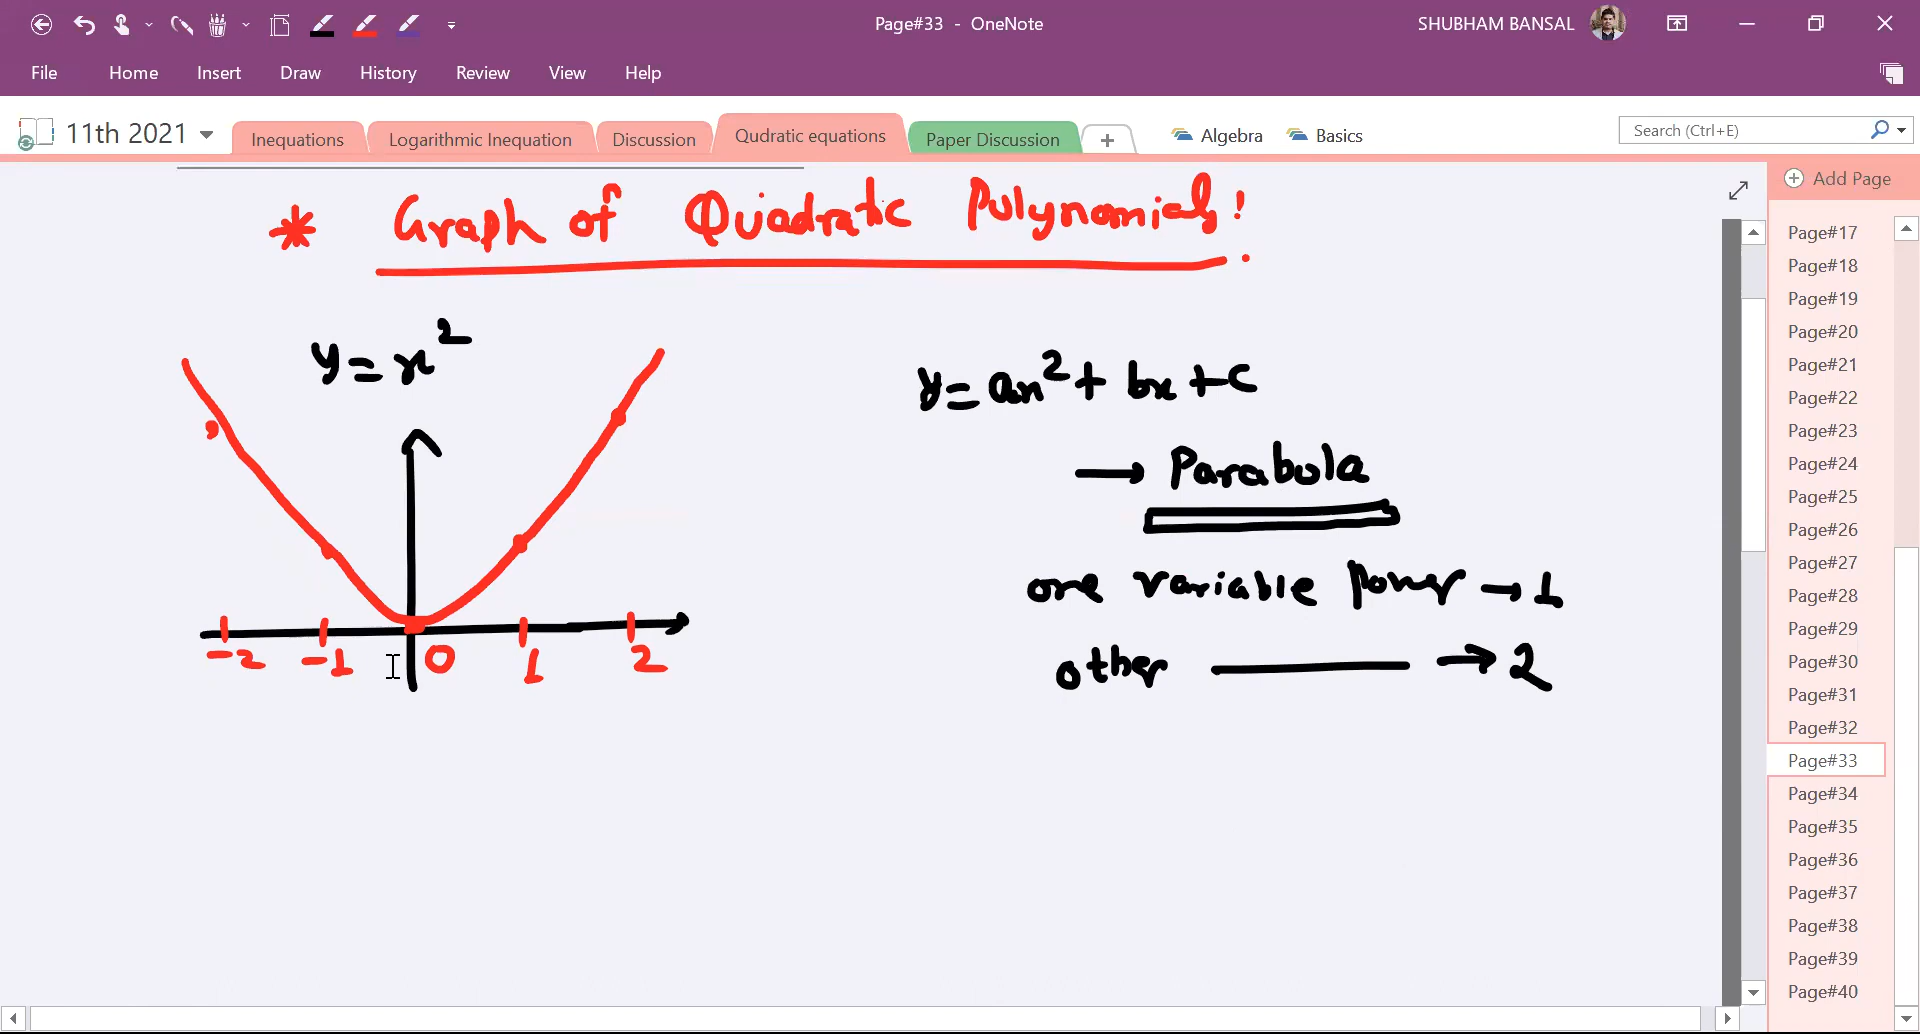 Page#33 - OneNote
SHUBHAM BANSAL
File Home Insert Draw History Review View Help
11th 2021
Inequations
Logarithmic Inequation
Discussion
Qudratic equations
Paper Discussion
+
Algebra
Basics
Search (Ctrl+E)
Add Page
* Graph of Quadratic Polynomials:
y = x²
-2 -1 0 1 2
y = ax² + bx + c
→ Parabola
one variable power → 1
other ——— → 2
Page#17
Page#18
Page#19
Page#20
Page#21
Page#22
Page#23
Page#24
Page#25
Page#26
Page#27
Page#28
Page#29
Page#30
Page#31
Page#32
Page#33
Page#34
Page#35
Page#36
Page#37
Page#38
Page#39
Page#40